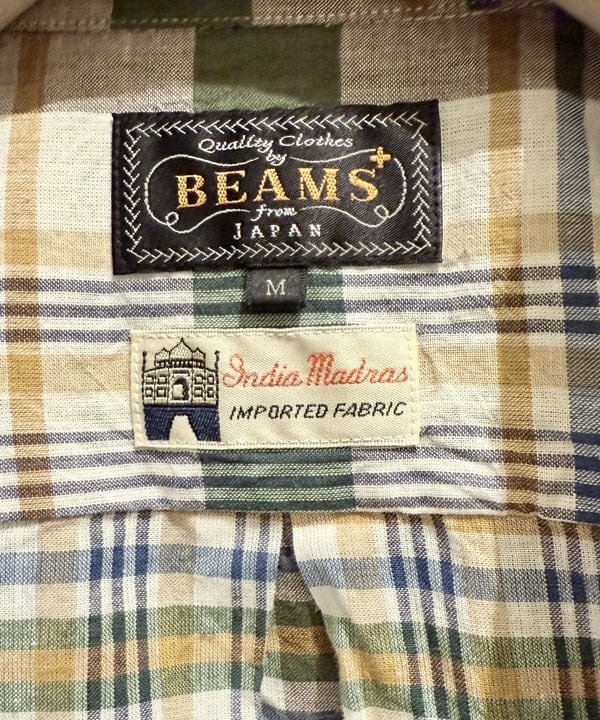 Quality Clothes
by
BEAMS+
from
JAPAN
M
India Madras
IMPORTED FABRIC